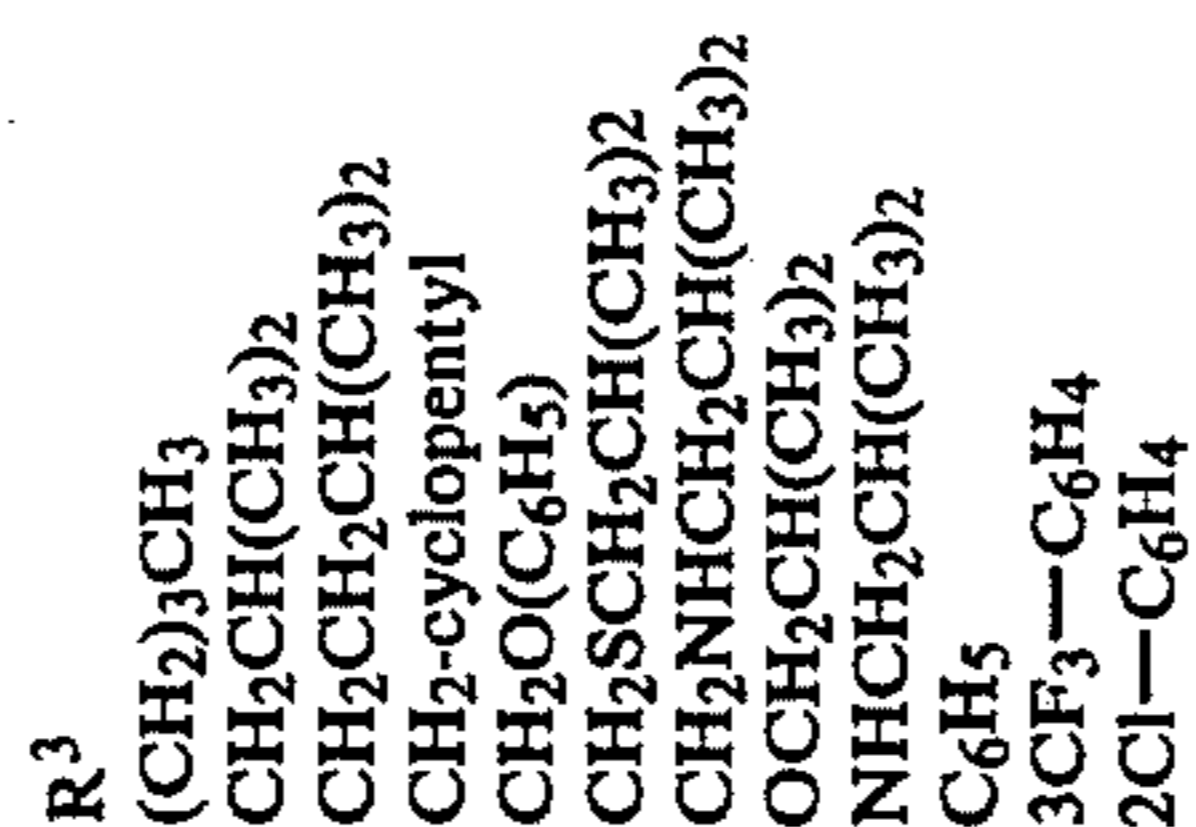 R³
(CH₂)₃CH₃
CH₂CH(CH₃)₂
CH₂CH₂CH(CH₃)₂
CH₂-cyclopentyl
CH₂O(C₆H₅)
CH₂SCH₂CH(CH₃)2
CH₂NHCH₂CH(CH₃)₂
OCH₂CH(CH₃)₂
NHCH₂CH(CH₃)₂
C₆H₅
3CF₃—C₆H₄
2Cl—C₆H₄